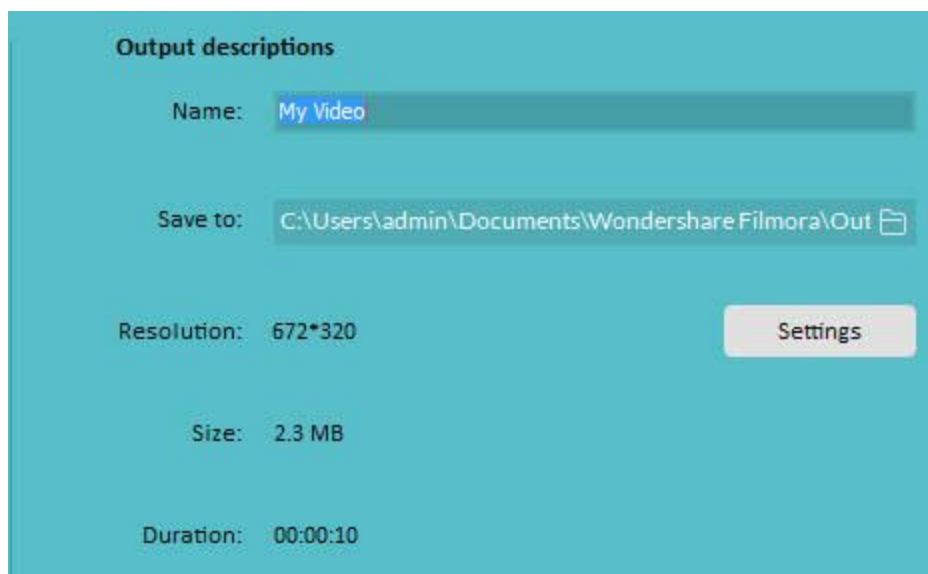 Output descriptions
Name: My Video
Save to: C:\Users\admin\Documents\Wondershare Filmora\Out
Resolution: 672*320 Settings
Size: 2.3 MB
Duration: 00:00:10